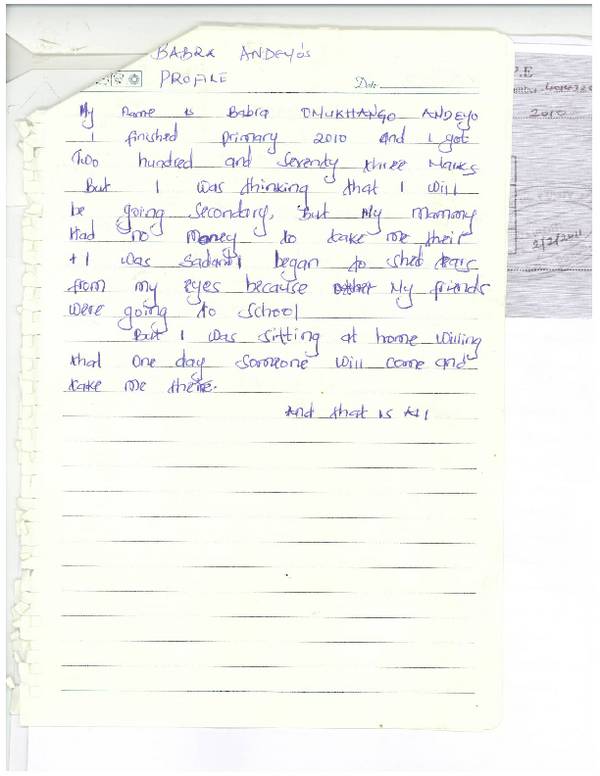 BABRA ANDEYO'S
PROFILE
Date
My Name is Babra ONUKHANGO ANDEYO
I finished primary 2010 and I got
Two hundred and seventy three Marks
But I was thinking that I will
be going secondary, But My mammy
Had no Money to take me their
+ I was sad and I began to shed tears
from my eyes because other My friends
were going to school
But I was sitting at home willing
that one day someone will come and
take me there.
And that is All
P.E
2010
2/2/2011